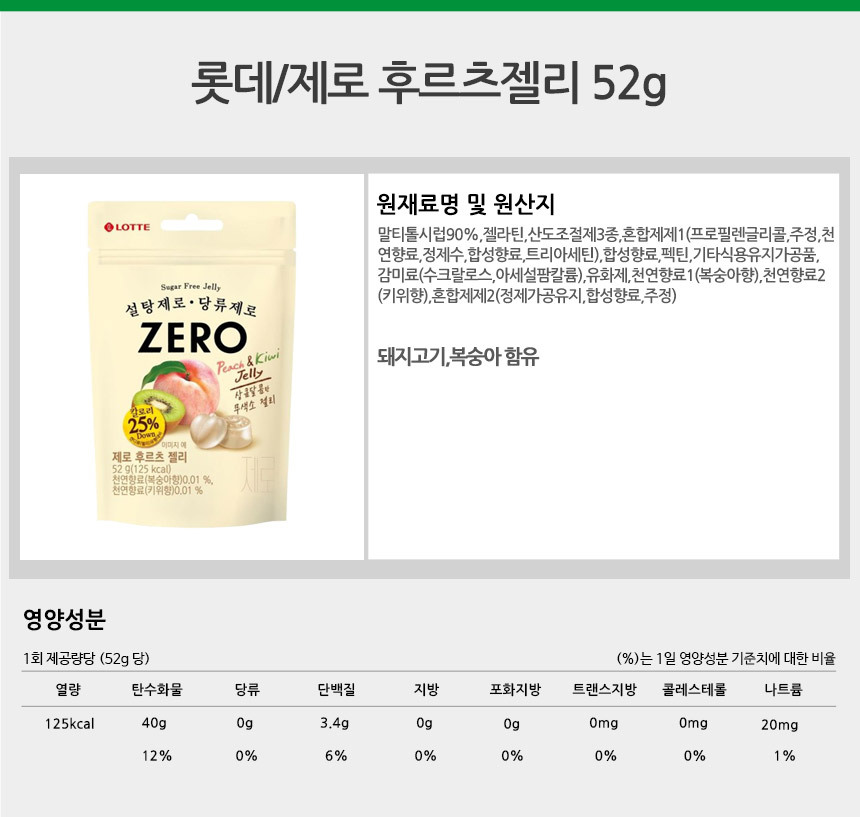 롯데/제로 후르츠젤리 52g
LOTTE
Sugar Free Jelly
설탕제로·당류제로
ZERO
Peach & Kiwi
Jelly
상큼달콤한
무색소 젤리
칼로리
25%
Down
이미지 예
제로 후르츠 젤리
52 g(125 kcal)
천연향료(복숭아향)0.01 %,
천연향료(키위향)0.01 %
제로
원재료명 및 원산지
말티톨시럽90%,젤라틴,산도조절제3종,혼합제제1(프로필렌글리콜,주정,천
연향료,정제수,합성향료,트리아세틴),합성향료,펙틴,기타식용유지가공품,
감미료(수크랄로스,아세설팜칼륨),유화제,천연향료1(복숭아향),천연향료2
(키위향),혼합제제2(정제가공유지,합성향료,주정)
돼지고기,복숭아 함유
영양성분
1회 제공량당 (52g 당) (%)는 1일 영양성분 기준치에 대한 비율
열량 탄수화물 당류 단백질 지방 포화지방 트랜스지방 콜레스테롤 나트륨
125kcal 40g 0g 3.4g 0g 0g 0mg 0mg 20mg
12% 0% 6% 0% 0% 0% 0% 1%